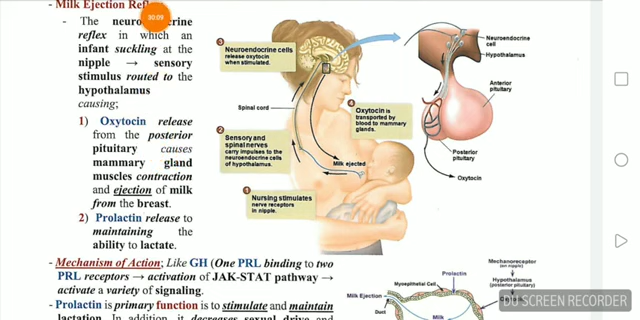 - Milk Ejection
30:09
- The
reflex in which an
infant suckling at the
nipple → sensory
stimulus routed to the
hypothalamus
causing;
1) Oxytocin release
from the posterior
pituitary causes
mammary gland
muscles contraction
and ejection of milk
from the breast.
2) Prolactin release to
maintaining the
ability to lactate.
- Mechanism of Action; Like GH (One PRL binding to two
PRL receptors → activation of JAK-STAT pathway →
activate a variety of signaling.
- Prolactin is primary function is to stimulate and maintain
lactation. In addition, it decreases sexual drive and
3
Neuroendocrine cells
release oxytocin
when stimulated.
Spinal cord
2
Sensory and
spinal nerves
carry impulses to the
neuroendocrine cells
of hypothalamus.
1 Nursing stimulates
nerve receptors
in nipple.
4
Oxytocin is
transported by
blood to mammary
glands.
Milk ejected
Neuroendocrine
cell
Hypothalamus
Anterior
pituitary
Posterior
pituitary
Oxytocin
Mechanoreceptor
(on nipple)
Hypothalamus
(posterior pituitary)
Prolactin
Myoepithelial Cell
Milk Ejection
Duct
Milk
DU SCREEN RECORDER